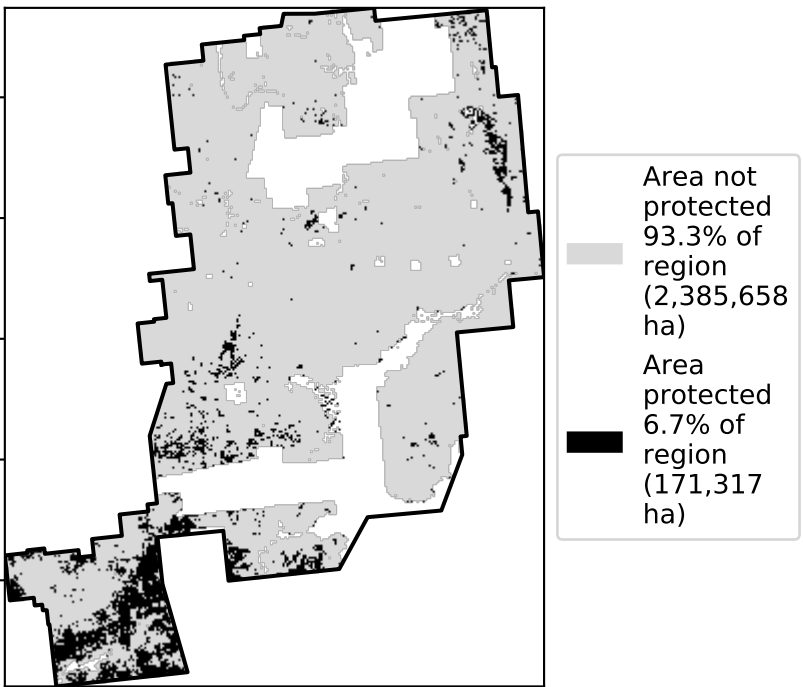 Area not
protected
93.3% of
region
(2,385,658
ha)
Area
protected
6.7% of
region
(171,317
ha)